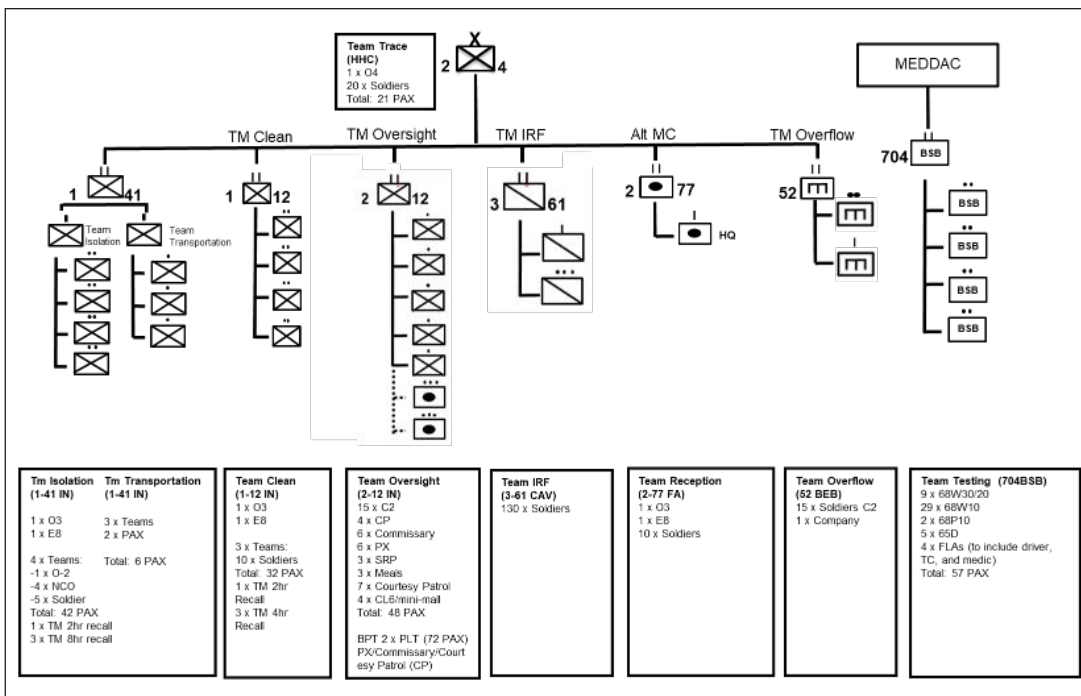 Team Trace
(HHC)
1 x O4
20 x Soldiers
Total: 21 PAX
X
2
4
MEDDAC
TM Clean
TM Oversight
TM IRF
Alt MC
TM Overflow
704
BSB
1
41
1
12
2
12
3
61
2
77
52
Team
Isolation
Team
Transportation
HQ
BSB
BSB
BSB
BSB
Tm Isolation
(1-41 IN)
1 x O3
1 x E8
4 x Teams:
-1 x O-2
-4 x NCO
-5 x Soldier
Total: 42 PAX
1 x TM 2hr recall
3 x TM 8hr recall
Tm Transportation
(1-41 IN)
3 x Teams
2 x PAX
Total: 6 PAX
Team Clean
(1-12 IN)
1 x O3
1 x E8
3 x Teams:
10 x Soldiers
Total: 32 PAX
1 x TM 2hr
Recall
3 x TM 4hr
Recall
Team Oversight
(2-12 IN)
15 x C2
4 x CP
6 x Commissary
6 x PX
3 x SRP
3 x Meals
7 x Courtesy Patrol
4 x CL6/mini-mall
Total: 48 PAX
BPT 2 x PLT (72 PAX)
PX/Commissary/Court
esy Patrol (CP)
Team IRF
(3-61 CAV)
130 x Soldiers
Team Reception
(2-77 FA)
1 x O3
1 x E8
10 x Soldiers
Team Overflow
(52 BEB)
15 x Soldiers C2
1 x Company
Team Testing (704BSB)
9 x 68W30/20
29 x 68W10
2 x 68P10
5 x 65D
4 x FLAs (to include driver,
TC, and medic)
Total: 57 PAX